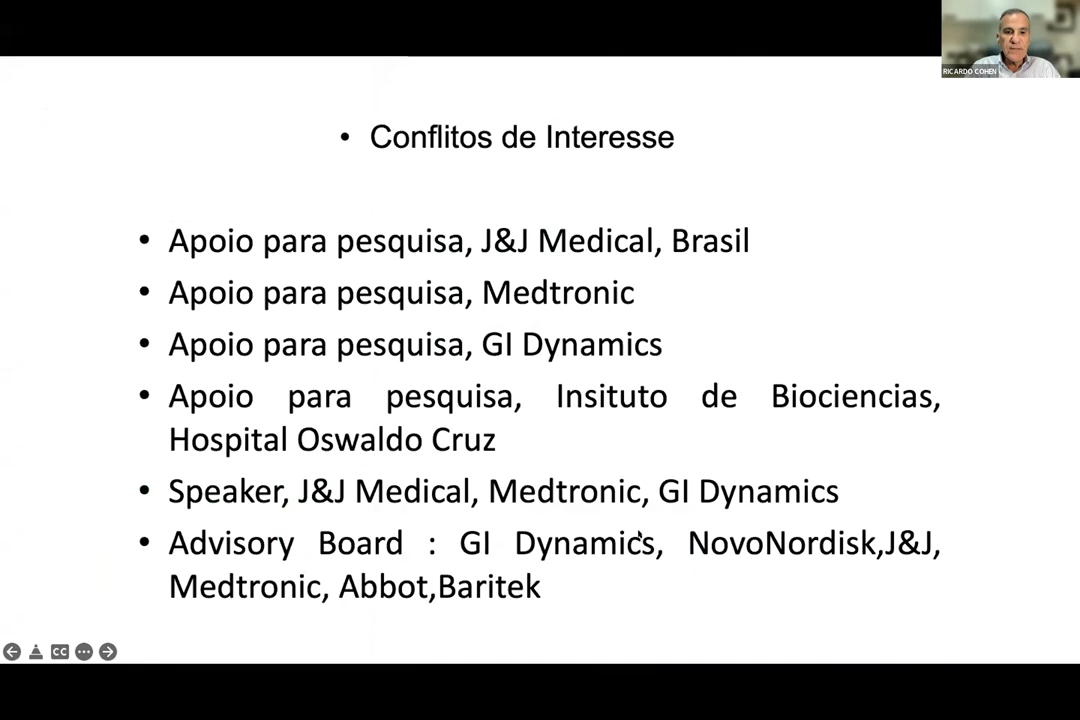 RICARDO COHEN
• Conflitos de Interesse
• Apoio para pesquisa, J&J Medical, Brasil
• Apoio para pesquisa, Medtronic
• Apoio para pesquisa, GI Dynamics
• Apoio para pesquisa, Insituto de Biociencias,
Hospital Oswaldo Cruz
• Speaker, J&J Medical, Medtronic, GI Dynamics
• Advisory Board : GI Dynamics, NovoNordisk,J&J,
Medtronic, Abbot,Baritek
CC